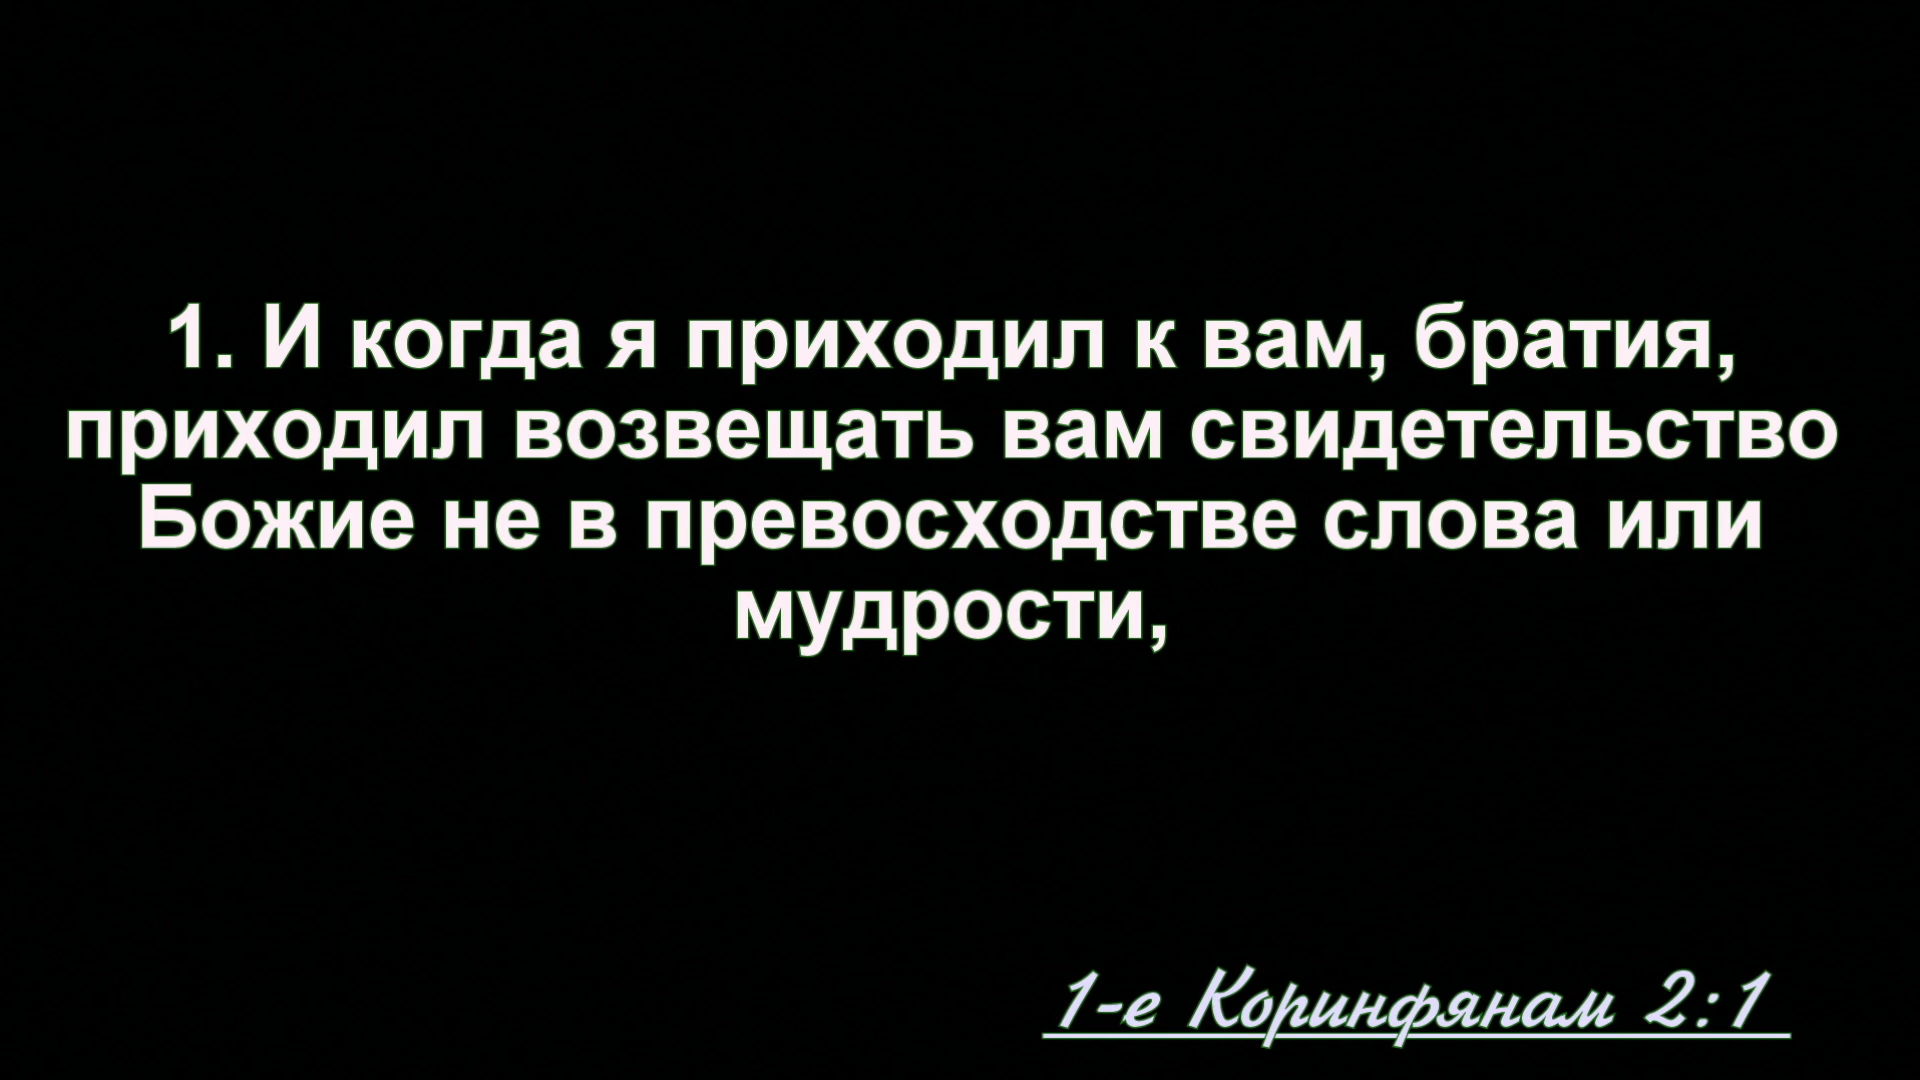 1. И когда я приходил к вам, братия,
приходил возвещать вам свидетельство
Божие не в превосходстве слова или
мудрости,
1-е Коринфянам 2:1